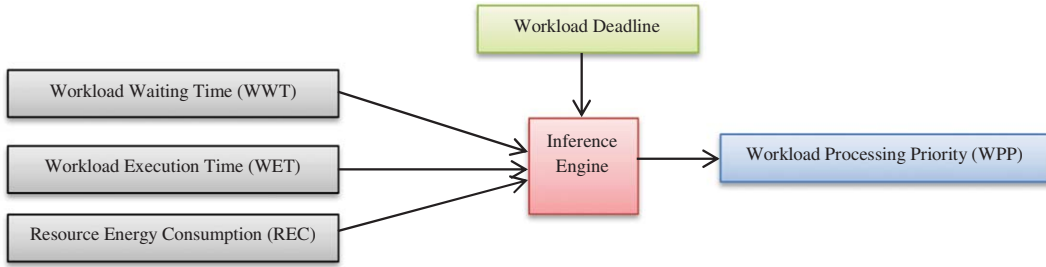 Workload Deadline
Workload Waiting Time (WWT)
Workload Execution Time (WET)
Resource Energy Consumption (REC)
Inference
Engine
Workload Processing Priority (WPP)